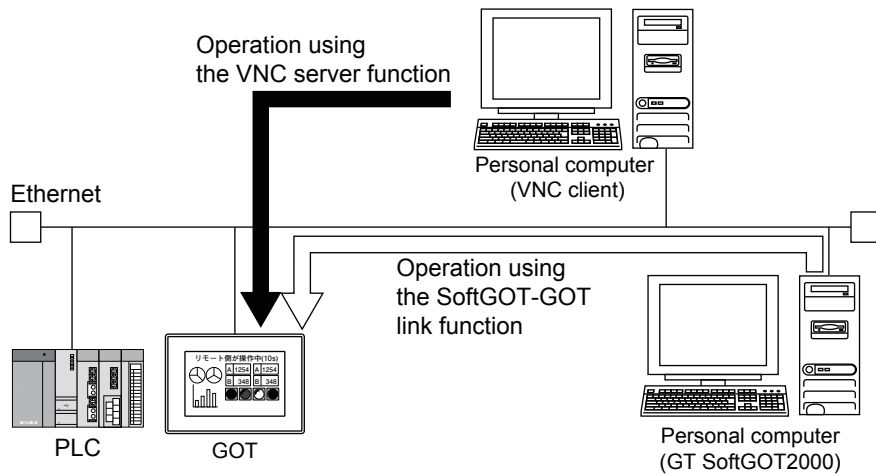 Operation using
the VNC server function
Personal computer
(VNC client)
Ethernet
Operation using
the SoftGOT-GOT
link function
リモート側が操作中(10s)
A 1254 A 1254
B 348 B 348
PLC
GOT
Personal computer
(GT SoftGOT2000)